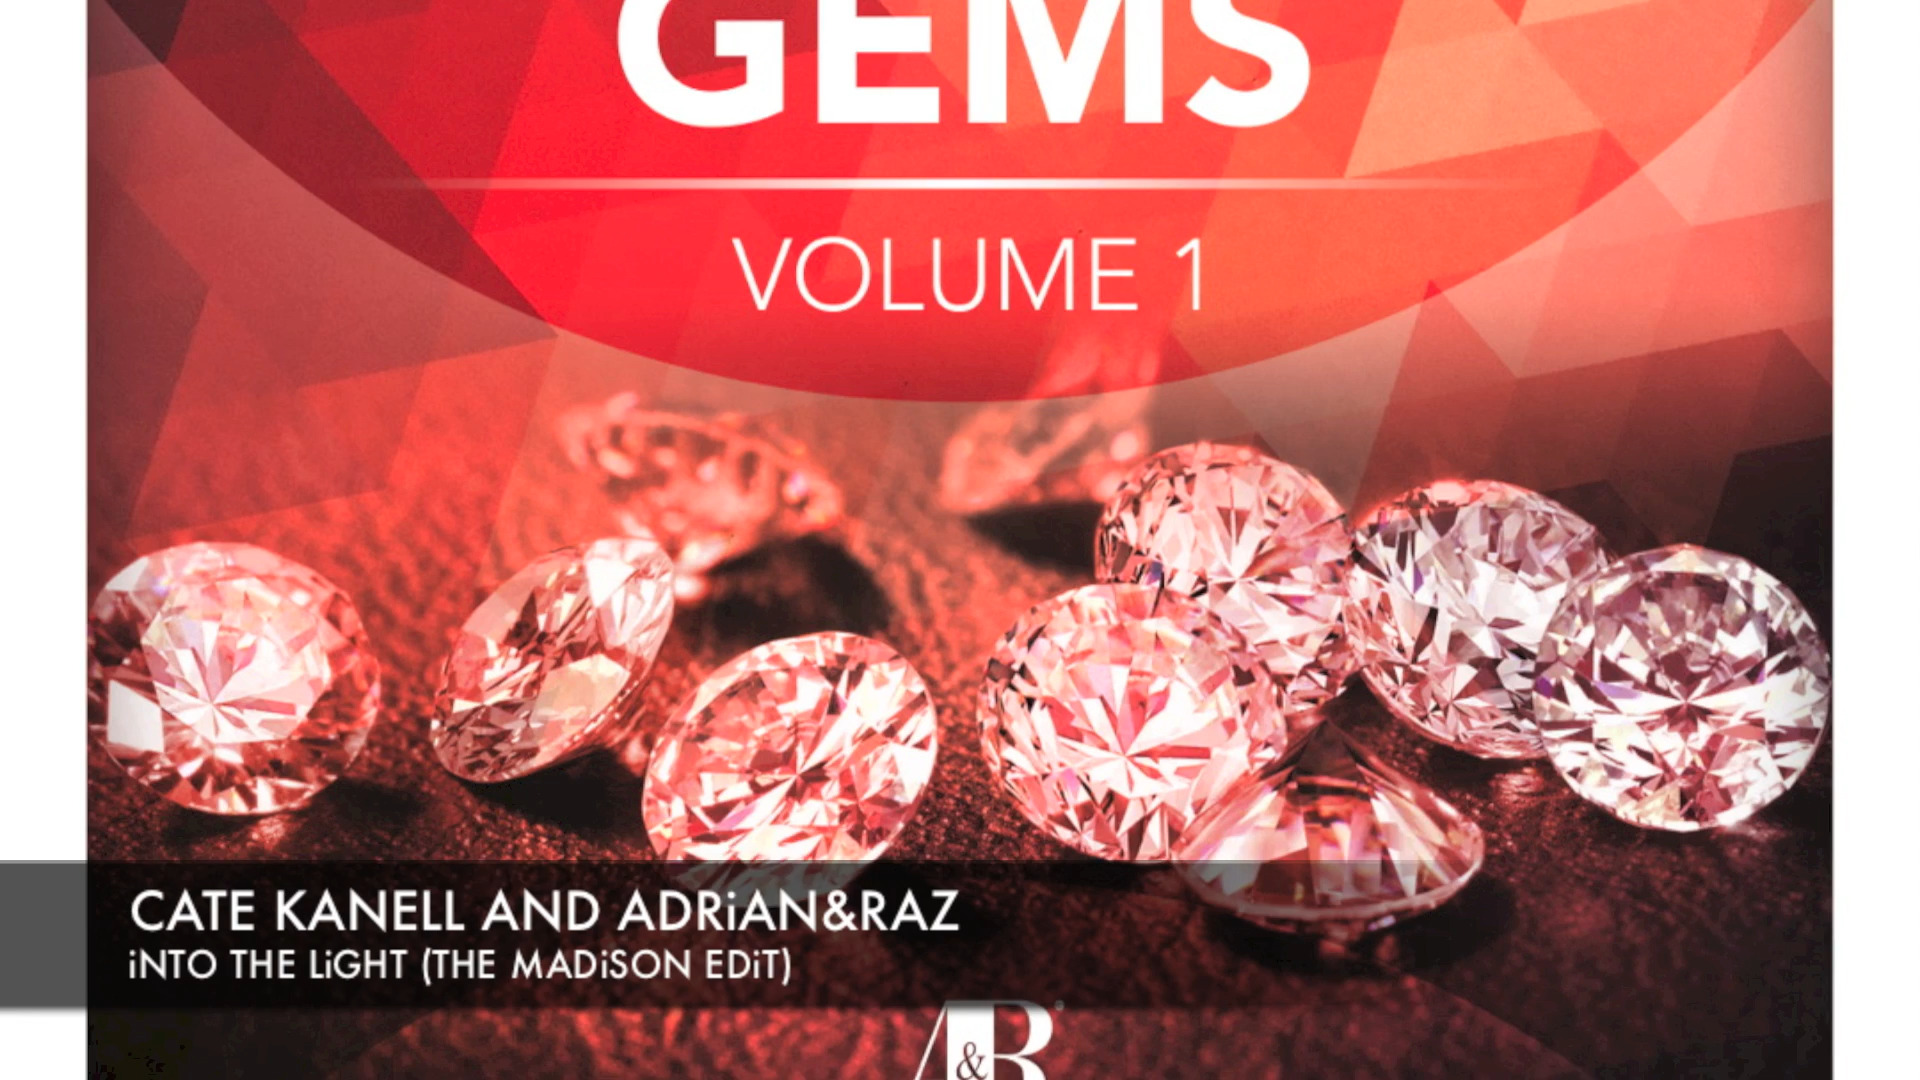 GEMS
VOLUME 1
CATE KANELL AND ADRiAN&RAZ
iNTO THE LiGHT (THE MADiSON EDiT)
A&R